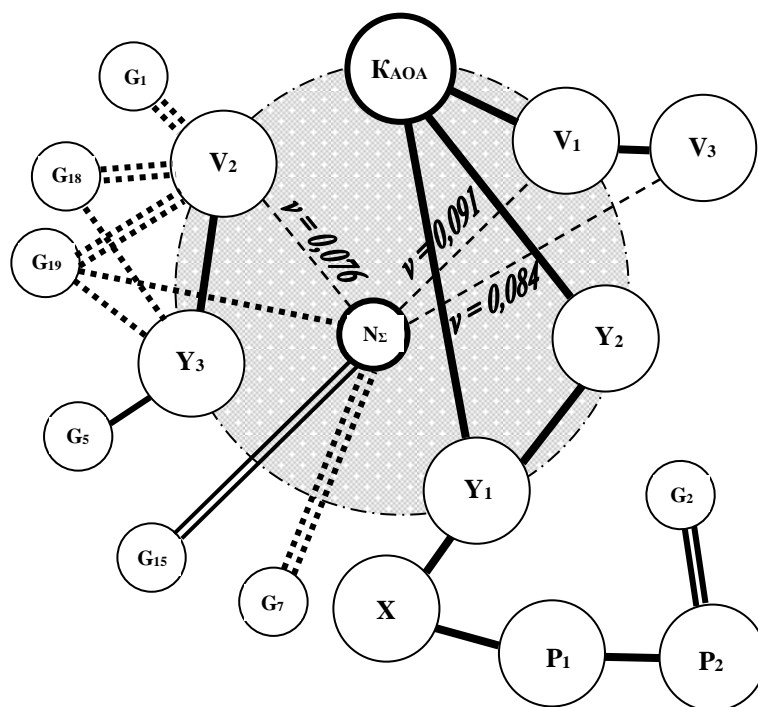 KАОА
G1
V1
V3
V2
G18
ν = 0,076
ν = 0,091
G19
ν = 0,084
NΣ
Y2
Y3
G5
Y1
G2
G15
G7
X
P1
P2